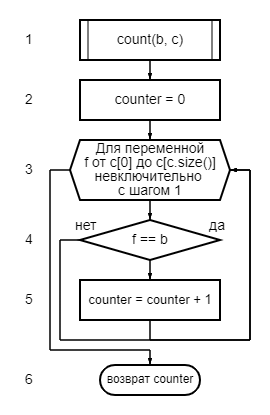 1
count(b, c)
2
counter = 0
3
Для переменной
f от c[0] до c[c.size()]
невключительно
с шагом 1
нет
да
4
f == b
5
counter = counter + 1
6
возврат counter